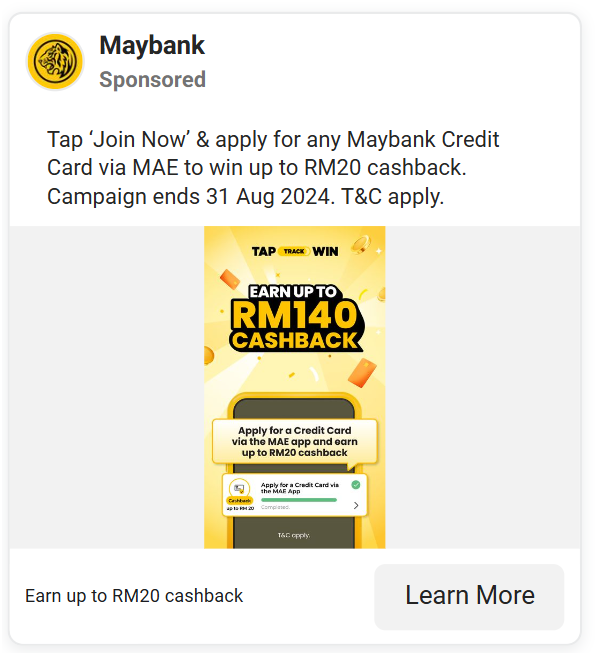 Maybank
Sponsored
Tap ‘Join Now’ & apply for any Maybank Credit
Card via MAE to win up to RM20 cashback.
Campaign ends 31 Aug 2024. T&C apply.
TAP TRACK WIN
EARN UP TO
RM140
CASHBACK
Apply for a Credit Card
via the MAE app and earn
up to RM20 cashback
Apply for a Credit Card via
the MAE App
Cashback
up to RM 20
Completed
T&C apply.
Earn up to RM20 cashback
Learn More